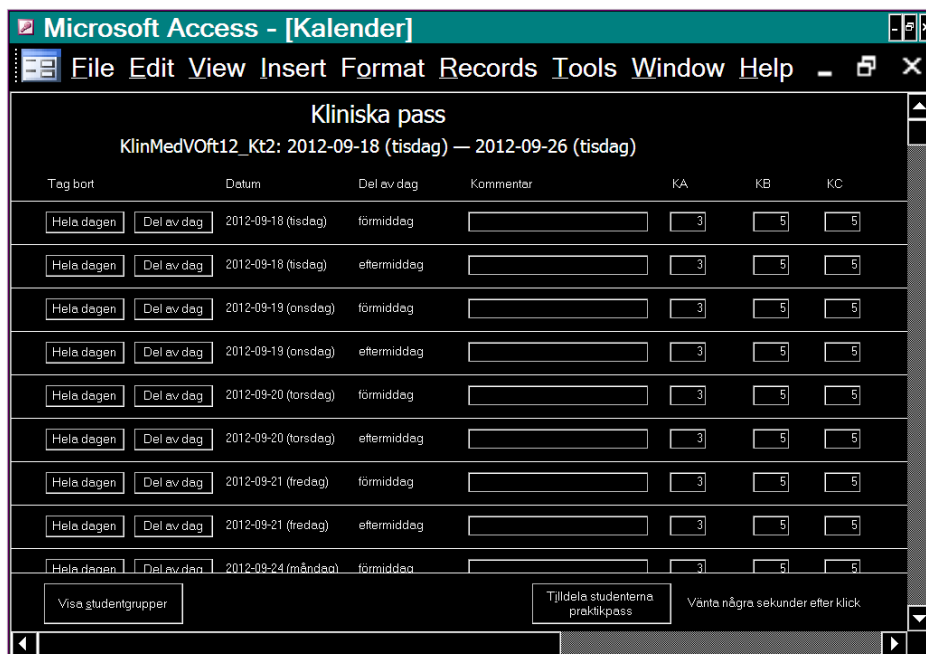 Microsoft Access - [Kalender]
File Edit View Insert Format Records Tools Window Help
Kliniska pass
KlinMedVOft12_Kt2: 2012-09-18 (tisdag) — 2012-09-26 (tisdag)
Tag bort Datum Del av dag Kommentar KA KB KC
Hela dagen Del av dag 2012-09-18 (tisdag) förmiddag 3 5 5
Hela dagen Del av dag 2012-09-18 (tisdag) eftermiddag 3 5 5
Hela dagen Del av dag 2012-09-19 (onsdag) förmiddag 3 5 5
Hela dagen Del av dag 2012-09-19 (onsdag) eftermiddag 3 5 5
Hela dagen Del av dag 2012-09-20 (torsdag) förmiddag 3 5 5
Hela dagen Del av dag 2012-09-20 (torsdag) eftermiddag 3 5 5
Hela dagen Del av dag 2012-09-21 (fredag) förmiddag 3 5 5
Hela dagen Del av dag 2012-09-21 (fredag) eftermiddag 3 5 5
Hela dagen Del av dag 2012-09-24 (måndag) förmiddag 3 5 5
Visa studentgrupper
Tilldela studenterna
praktikpass
Vänta några sekunder efter klick